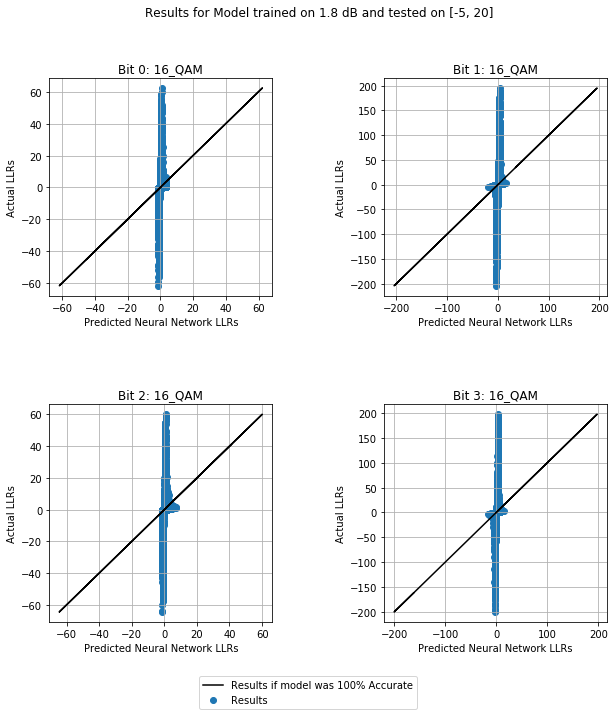 Results for Model trained on 1.8 dB and tested on [-5, 20]
Bit 0: 16_QAM
Actual LLRs
60
40
20
0
−20
−40
−60
−60 −40 −20 0 20 40 60
Predicted Neural Network LLRs
Bit 1: 16_QAM
Actual LLRs
200
150
100
50
0
−50
−100
−150
−200
−200 −100 0 100 200
Predicted Neural Network LLRs
Bit 2: 16_QAM
Actual LLRs
60
40
20
0
−20
−40
−60
−60 −40 −20 0 20 40 60
Predicted Neural Network LLRs
Bit 3: 16_QAM
Actual LLRs
200
150
100
50
0
−50
−100
−150
−200
−200 −100 0 100 200
Predicted Neural Network LLRs
Results if model was 100% Accurate
Results